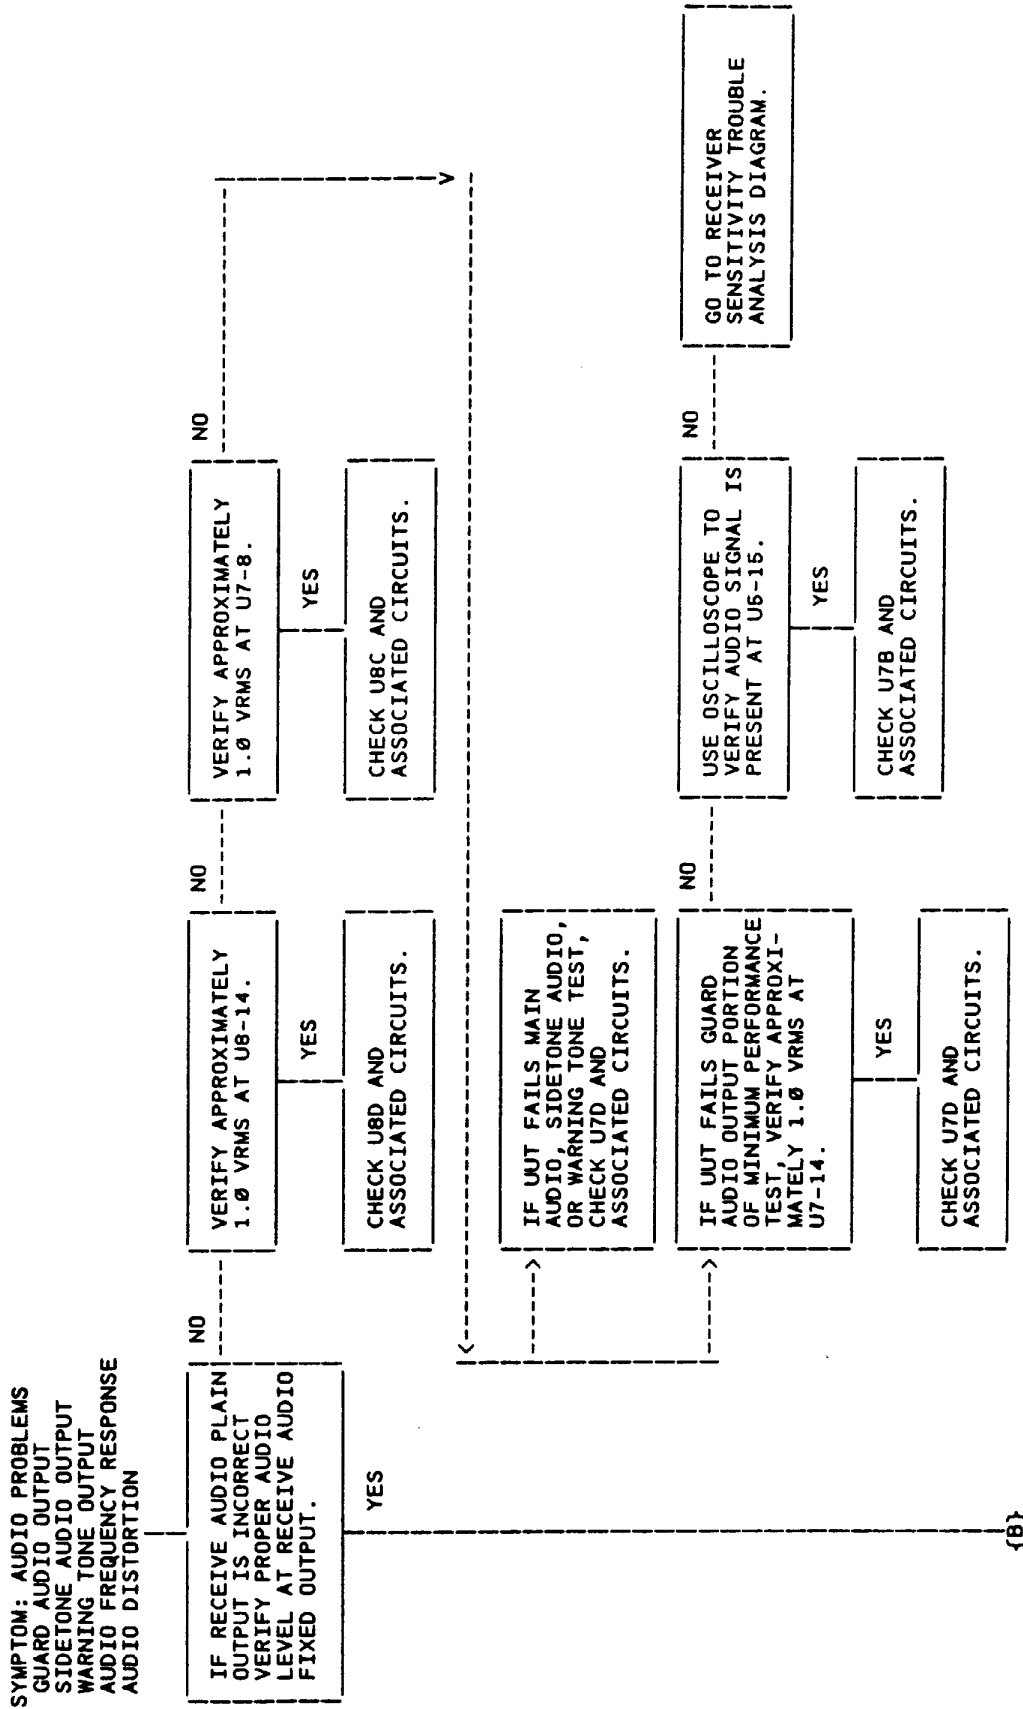 SYMPTOM: AUDIO PROBLEMS
GUARD AUDIO OUTPUT
SIDETONE AUDIO OUTPUT
WARNING TONE OUTPUT
AUDIO FREQUENCY RESPONSE
AUDIO DISTORTION
IF RECEIVE AUDIO PLAIN
OUTPUT IS INCORRECT
VERIFY PROPER AUDIO
LEVEL AT RECEIVE AUDIO
FIXED OUTPUT.
NO
VERIFY APPROXIMATELY
1.0 VRMS AT U8-14.
NO
VERIFY APPROXIMATELY
1.0 VRMS AT U7-8.
NO
YES
YES
YES
CHECK U8D AND
ASSOCIATED CIRCUITS.
CHECK U8C AND
ASSOCIATED CIRCUITS.
IF UUT FAILS MAIN
AUDIO, SIDETONE AUDIO,
OR WARNING TONE TEST,
CHECK U7D AND
ASSOCIATED CIRCUITS.
IF UUT FAILS GUARD
AUDIO OUTPUT PORTION
OF MINIMUM PERFORMANCE
TEST, VERIFY APPROXI-
MATELY 1.0 VRMS AT
U7-14.
NO
USE OSCILLOSCOPE TO
VERIFY AUDIO SIGNAL IS
PRESENT AT U6-15.
NO
GO TO RECEIVER
SENSITIVITY TROUBLE
ANALYSIS DIAGRAM.
YES
YES
CHECK U7D AND
ASSOCIATED CIRCUITS.
CHECK U7B AND
ASSOCIATED CIRCUITS.
{B}